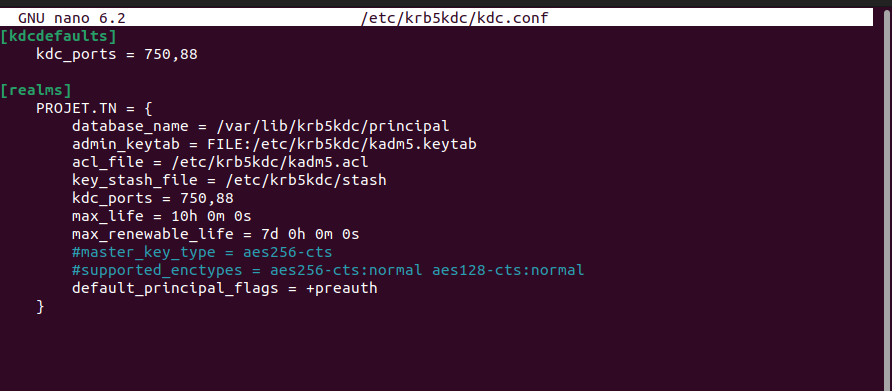 GNU nano 6.2 /etc/krb5kdc/kdc.conf
[kdcdefaults]
    kdc_ports = 750,88

[realms]
    PROJET.TN = {
        database_name = /var/lib/krb5kdc/principal
        admin_keytab = FILE:/etc/krb5kdc/kadm5.keytab
        acl_file = /etc/krb5kdc/kadm5.acl
        key_stash_file = /etc/krb5kdc/stash
        kdc_ports = 750,88
        max_life = 10h 0m 0s
        max_renewable_life = 7d 0h 0m 0s
        #master_key_type = aes256-cts
        #supported_enctypes = aes256-cts:normal aes128-cts:normal
        default_principal_flags = +preauth
    }